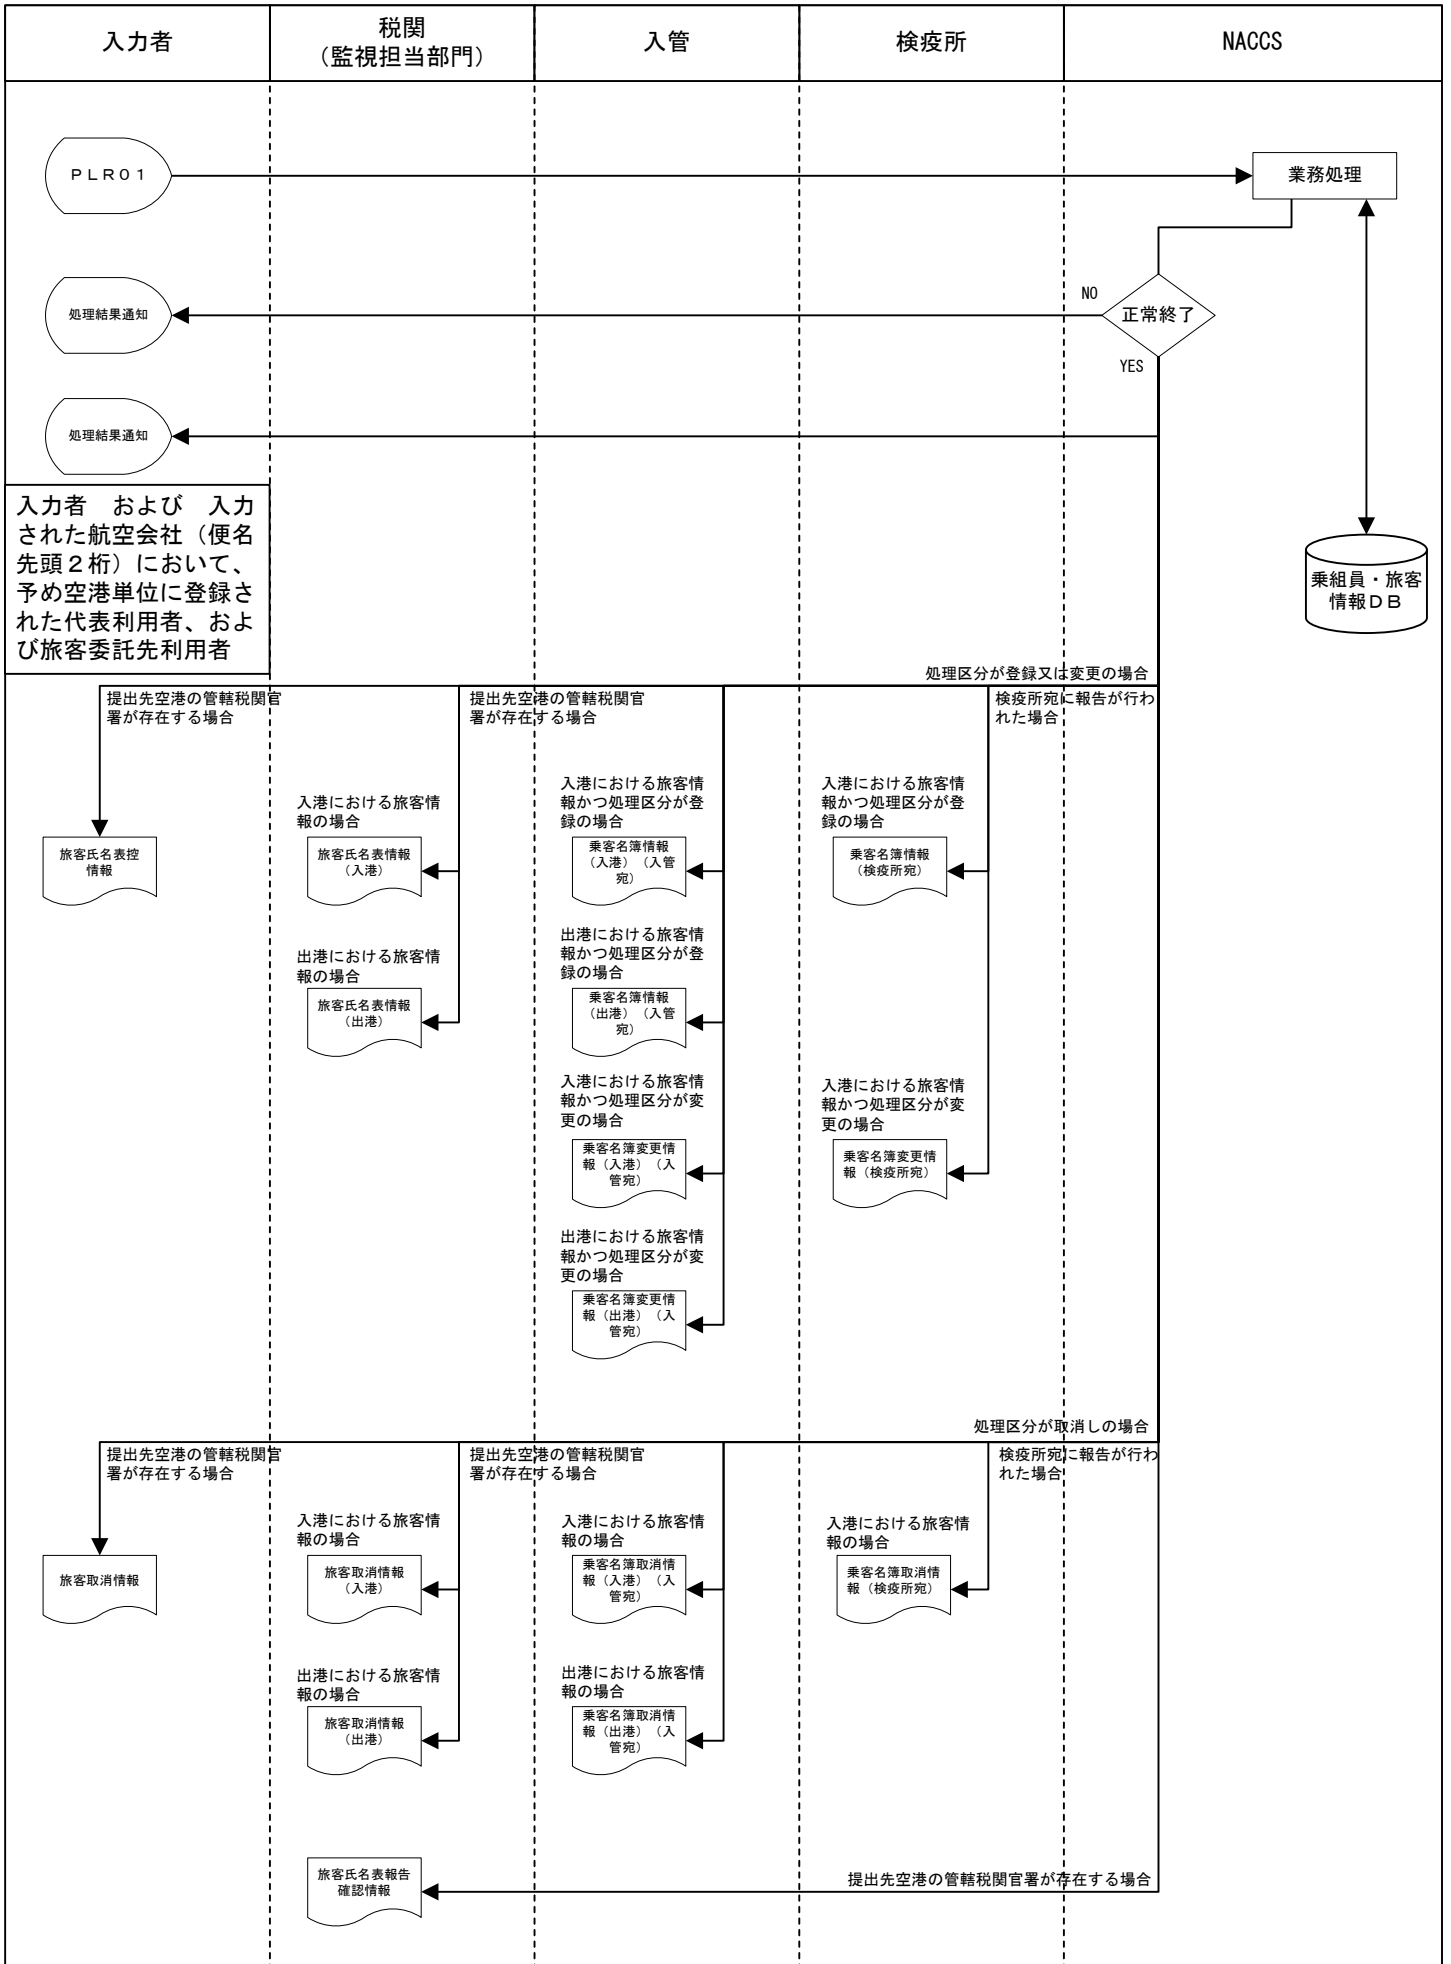 入力者
税関
（監視担当部門）
入管
検疫所
NACCS
ＰＬＲ０１
業務処理
処理結果通知
NO
正常終了
YES
処理結果通知
入力者　および　入力
された航空会社（便名
先頭２桁）において、
予め空港単位に登録さ
れた代表利用者、およ
び旅客委託先利用者
乗組員・旅客
情報ＤＢ
処理区分が登録又は変更の場合
提出先空港の管轄税関官
署が存在する場合
提出先空港の管轄税関官
署が存在する場合
検疫所宛に報告が行わ
れた場合
旅客氏名表控
情報
入港における旅客情
報の場合
旅客氏名表情報
（入港）
出港における旅客情
報の場合
旅客氏名表情報
（出港）
入港における旅客情
報かつ処理区分が登
録の場合
乗客名簿情報
（入港）（入管
宛）
出港における旅客情
報かつ処理区分が登
録の場合
乗客名簿情報
（出港）（入管
宛）
入港における旅客情
報かつ処理区分が変
更の場合
乗客名簿変更情
報（入港）（入
管宛）
出港における旅客情
報かつ処理区分が変
更の場合
乗客名簿変更情
報（出港）（入
管宛）
入港における旅客情
報かつ処理区分が登
録の場合
乗客名簿情報
（検疫所宛）
入港における旅客情
報かつ処理区分が変
更の場合
乗客名簿変更情
報（検疫所宛）
処理区分が取消しの場合
提出先空港の管轄税関官
署が存在する場合
提出先空港の管轄税関官
署が存在する場合
検疫所宛に報告が行わ
れた場合
旅客取消情報
入港における旅客情
報の場合
旅客取消情報
（入港）
出港における旅客情
報の場合
旅客取消情報
（出港）
入港における旅客情
報の場合
乗客名簿取消情
報（入港）（入
管宛）
出港における旅客情
報の場合
乗客名簿取消情
報（出港）（入
管宛）
入港における旅客情
報の場合
乗客名簿取消情
報（検疫所宛）
旅客氏名表報告
確認情報
提出先空港の管轄税関官署が存在する場合